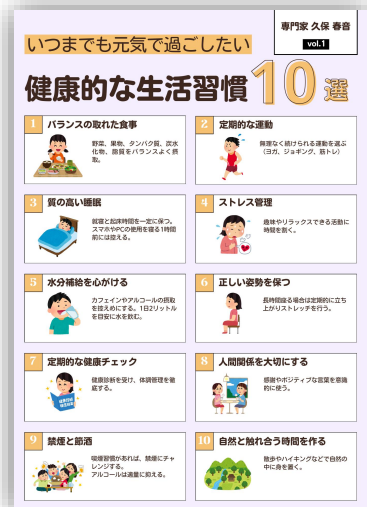 専門家 久保 春音
vol.1
いつまでも元気で過ごしたい
健康的な生活習慣10選
1 バランスの取れた食事
野菜、果物、タンパク質、炭水
化物、脂質をバランスよく摂
取。
2 定期的な運動
無理なく続けられる運動を選ぶ
（ヨガ、ジョギング、筋トレ）
3 質の高い睡眠
就寝と起床時間を一定に保つ。
スマホやPCの使用を寝る1時間
前には控える。
4 ストレス管理
趣味やリラックスできる活動に
時間を割く。
5 水分補給を心がける
カフェインやアルコールの摂取
を控えめにする。1日2リットル
を目安に水を飲む。
6 正しい姿勢を保つ
長時間座る場合は定期的に立ち
上がりストレッチを行う。
7 定期的な健康チェック
健康診断を受け、体調管理を徹
底する。
8 人間関係を大切にする
感謝やポジティブな言葉を意識
的に使う。
9 禁煙と節酒
喫煙習慣があれば、禁煙にチャ
レンジする。
アルコールは適量に抑える。
10 自然と触れ合う時間を作る
散歩やハイキングなどで自然の
中に身を置く。